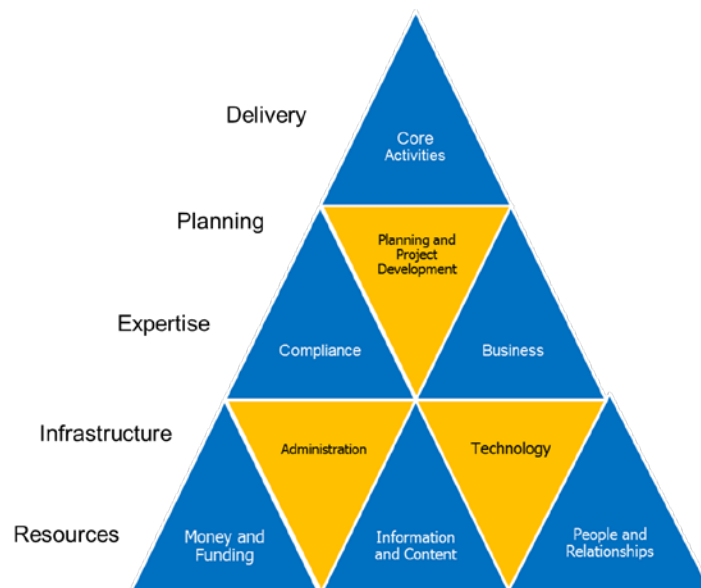 Delivery
Core
Activities
Planning
Planning and
Project
Development
Expertise
Compliance
Business
Infrastructure
Administration
Technology
Resources
Money and
Funding
Information
and Content
People and
Relationships